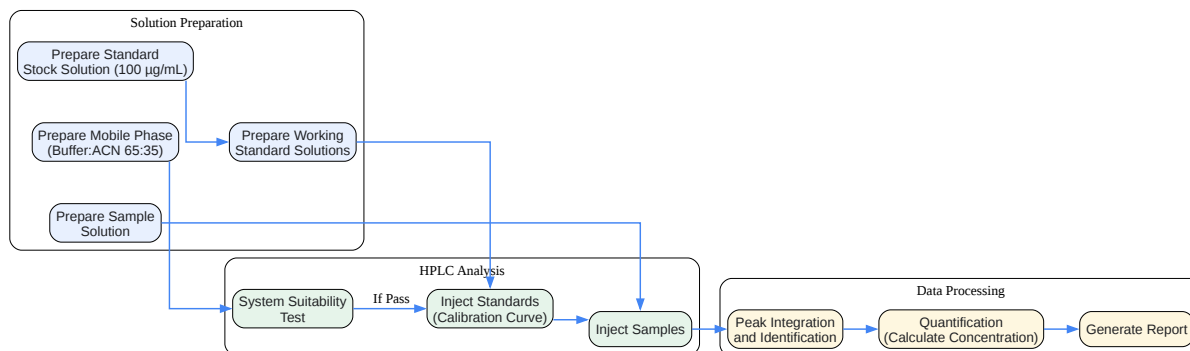 Solution Preparation
Prepare Standard
Stock Solution (100 µg/mL)
Prepare Mobile Phase
(Buffer:ACN 65:35)
Prepare Working
Standard Solutions
Prepare Sample
Solution
HPLC Analysis
System Suitability
Test
If Pass
Inject Standards
(Calibration Curve)
Inject Samples
Data Processing
Peak Integration
and Identification
Quantification
(Calculate Concentration)
Generate Report